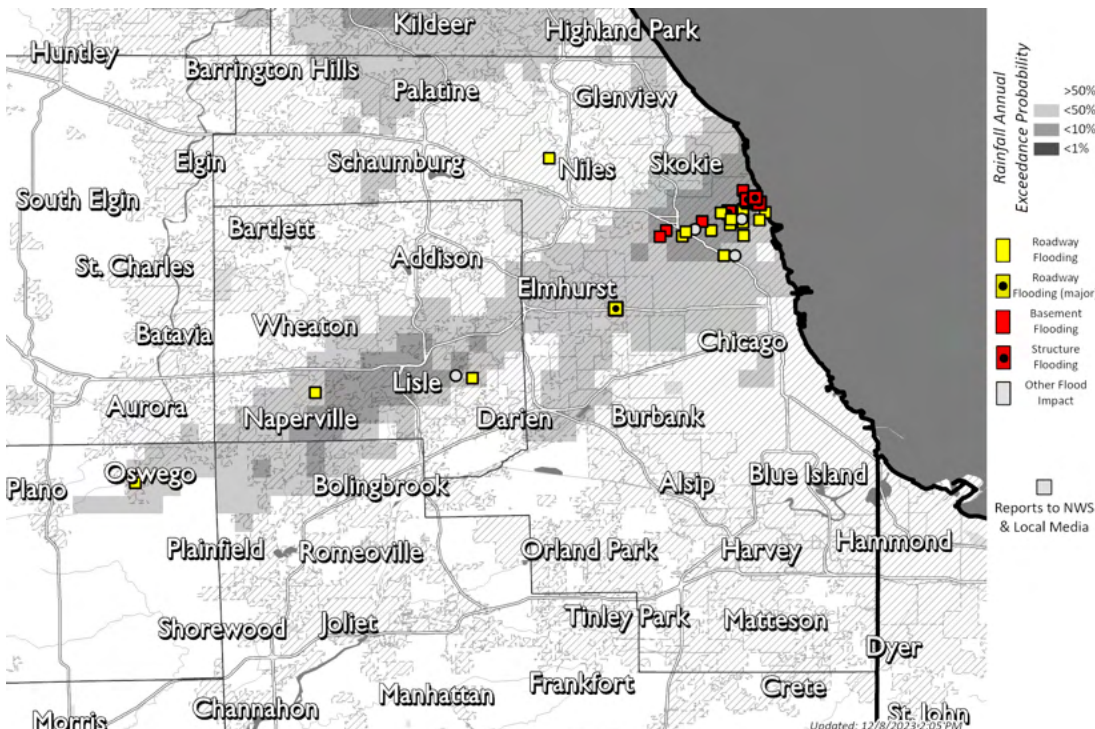 Kildeer
Highland Park
Huntley
Barrington Hills
Palatine
Glenview
Elgin
Schaumburg
Niles
Skokie
South Elgin
Bartlett
St. Charles
Addison
Elmhurst
Batavia
Wheaton
Chicago
Lisle
Aurora
Naperville
Darien
Burbank
Oswego
Plano
Bolingbrook
Alsip
Blue Island
Plainfield
Romeoville
Orland Park
Harvey
Hammond
Shorewood
Joliet
Tinley Park
Matteson
Dyer
Manhattan
Frankfort
Crete
Channahon
Morris
St. John
Updated: 12/8/2023 2:05 PM
Rainfall Annual
Exceedance Probability
>50%
<50%
<10%
<1%
Roadway
Flooding
Roadway
Flooding (major
Basement
Flooding
Structure
Flooding
Other Flood
Impact
Reports to NWS
& Local Media